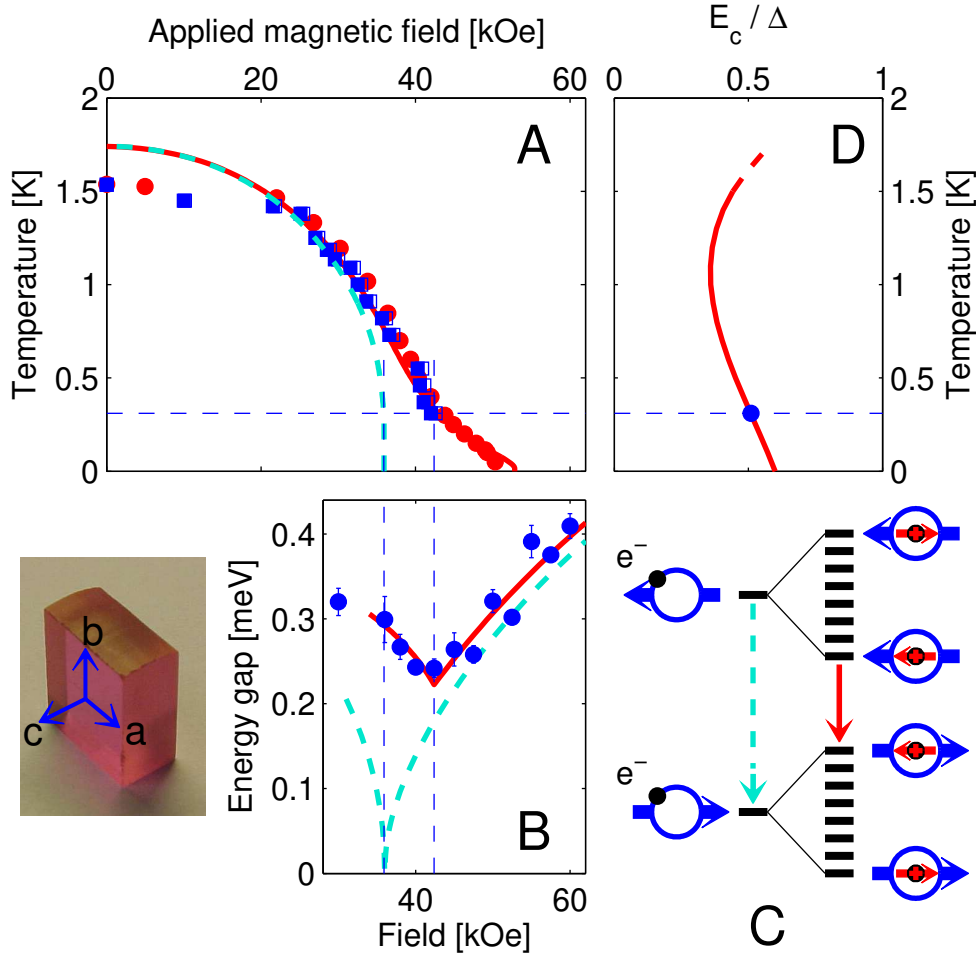 Applied magnetic field [kOe]
0 20 40 60
2
1.5
1
0.5
0
Temperature [K]
A
E_c / Δ
0 0.5 1
2
1.5
1
0.5
0
Temperature [K]
D
b
c
a
0.4
0.3
0.2
0.1
0
Energy gap [meV]
B
40 60
Field [kOe]
e⁻
e⁻
C